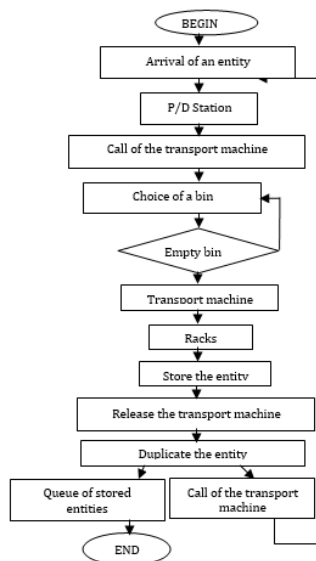 BEGIN
Arrival of an entity
P/D Station
Call of the transport machine
Choice of a bin
Empty bin
Transport machine
Racks
Store the entity
Release the transport machine
Duplicate the entity
Queue of stored
entities
Call of the transport
machine
END